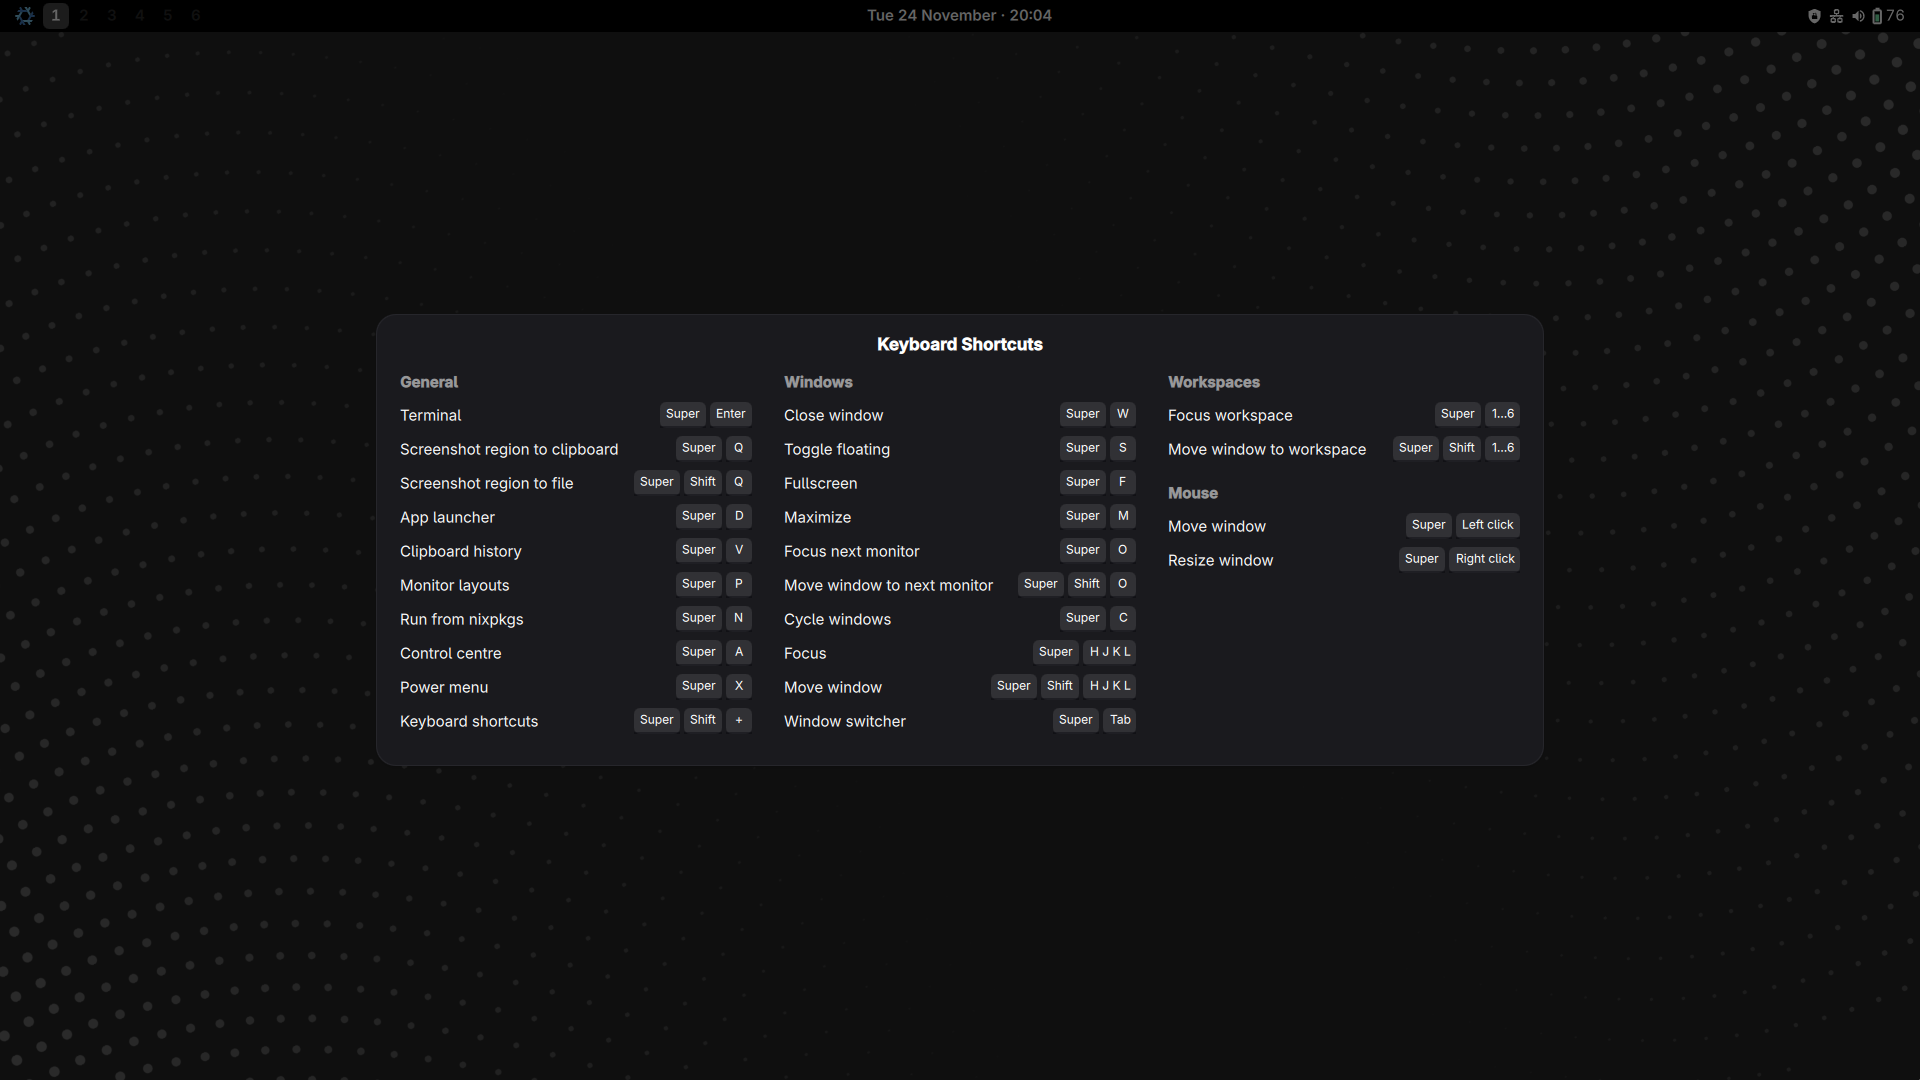 1 2 3 4 5 6
Tue 24 November · 20:04
76
Keyboard Shortcuts
General
Terminal Super Enter
Screenshot region to clipboard Super Q
Screenshot region to file Super Shift Q
App launcher Super D
Clipboard history Super V
Monitor layouts Super P
Run from nixpkgs Super N
Control centre Super A
Power menu Super X
Keyboard shortcuts Super Shift +
Windows
Close window Super W
Toggle floating Super S
Fullscreen Super F
Maximize Super M
Focus next monitor Super O
Move window to next monitor Super Shift O
Cycle windows Super C
Focus Super H J K L
Move window Super Shift H J K L
Window switcher Super Tab
Workspaces
Focus workspace Super 1...6
Move window to workspace Super Shift 1...6
Mouse
Move window Super Left click
Resize window Super Right click